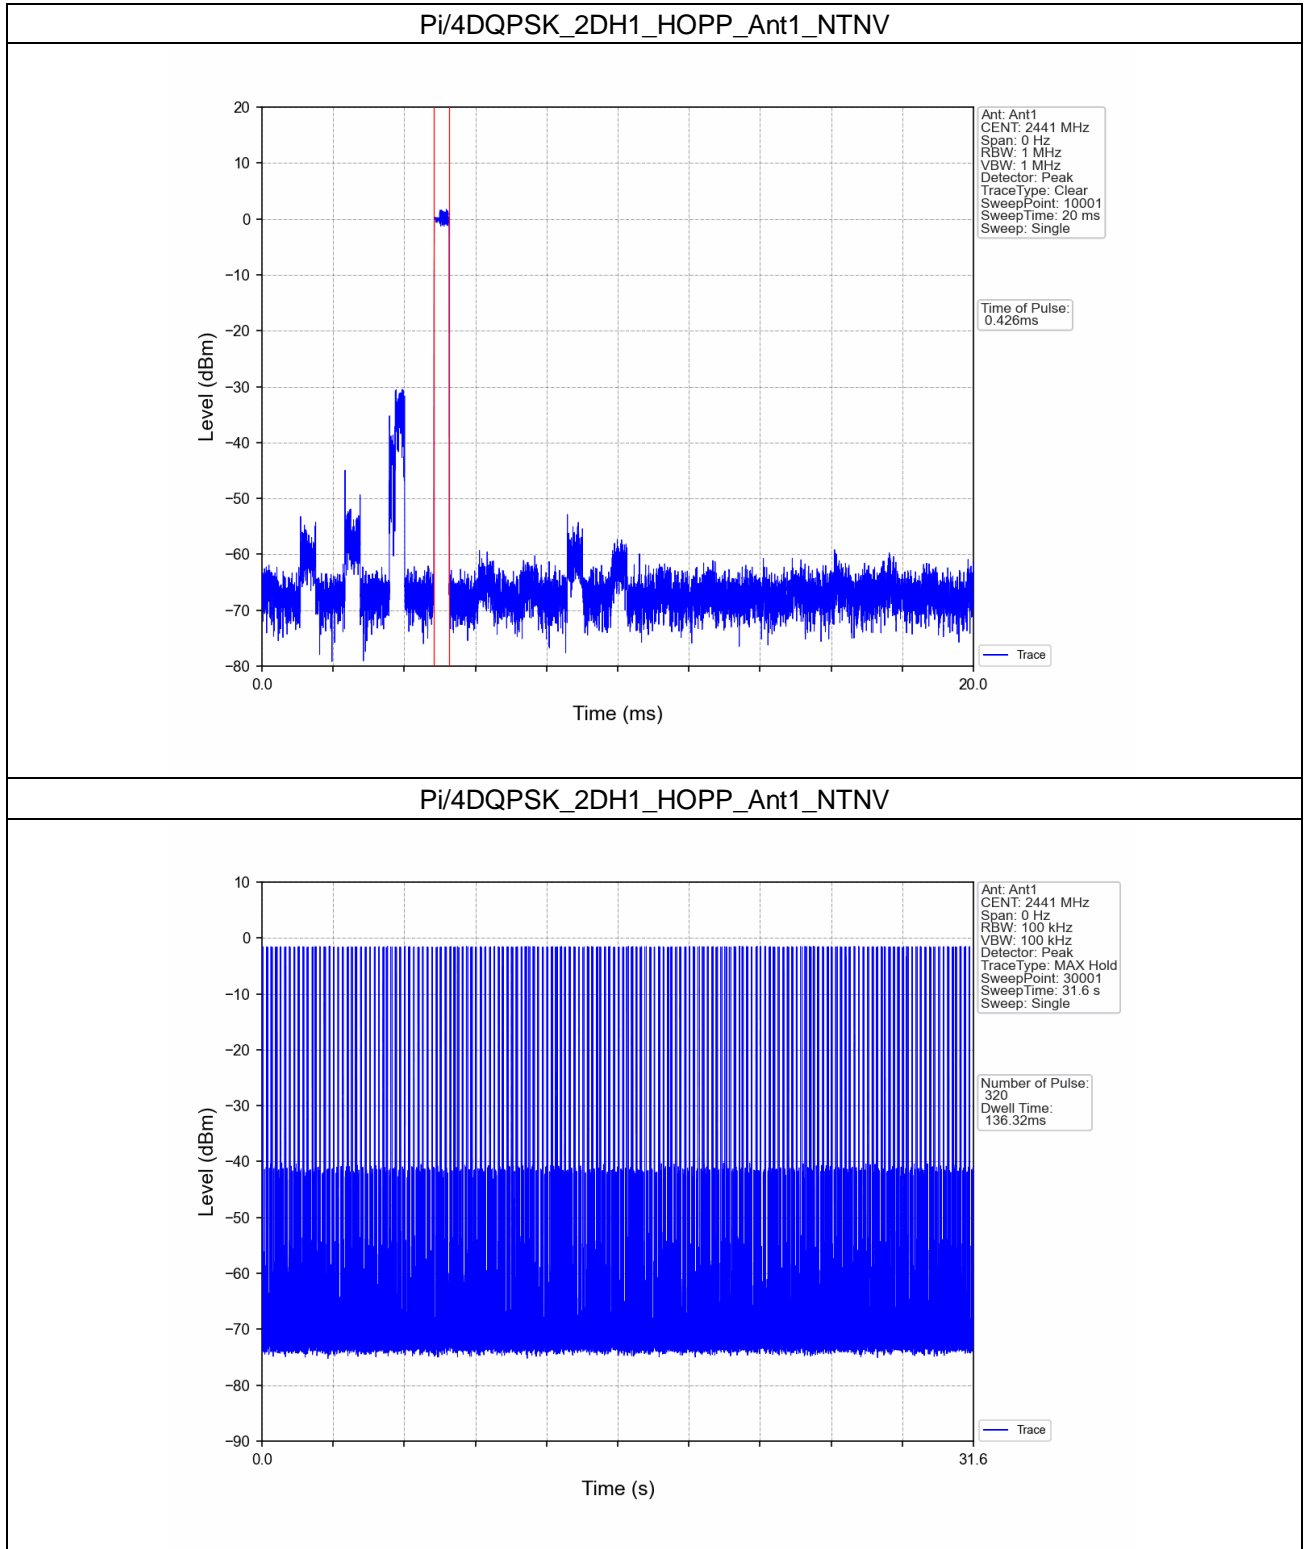 Pi/4DQPSK_2DH1_HOPP_Ant1_NTNV
20
10
0
−10
−20
−30
−40
−50
−60
−70
−80
Level (dBm)
0.0
20.0
Time (ms)
Ant: Ant1
CENT: 2441 MHz
Span: 0 Hz
RBW: 1 MHz
VBW: 1 MHz
Detector: Peak
TraceType: Clear
SweepPoint: 10001
SweepTime: 20 ms
Sweep: Single
Time of Pulse:
0.426ms
Trace
Pi/4DQPSK_2DH1_HOPP_Ant1_NTNV
10
0
−10
−20
−30
−40
−50
−60
−70
−80
−90
Level (dBm)
0.0
31.6
Time (s)
Ant: Ant1
CENT: 2441 MHz
Span: 0 Hz
RBW: 100 kHz
VBW: 100 kHz
Detector: Peak
TraceType: MAX Hold
SweepPoint: 30001
SweepTime: 31.6 s
Sweep: Single
Number of Pulse:
320
Dwell Time:
136.32ms
Trace